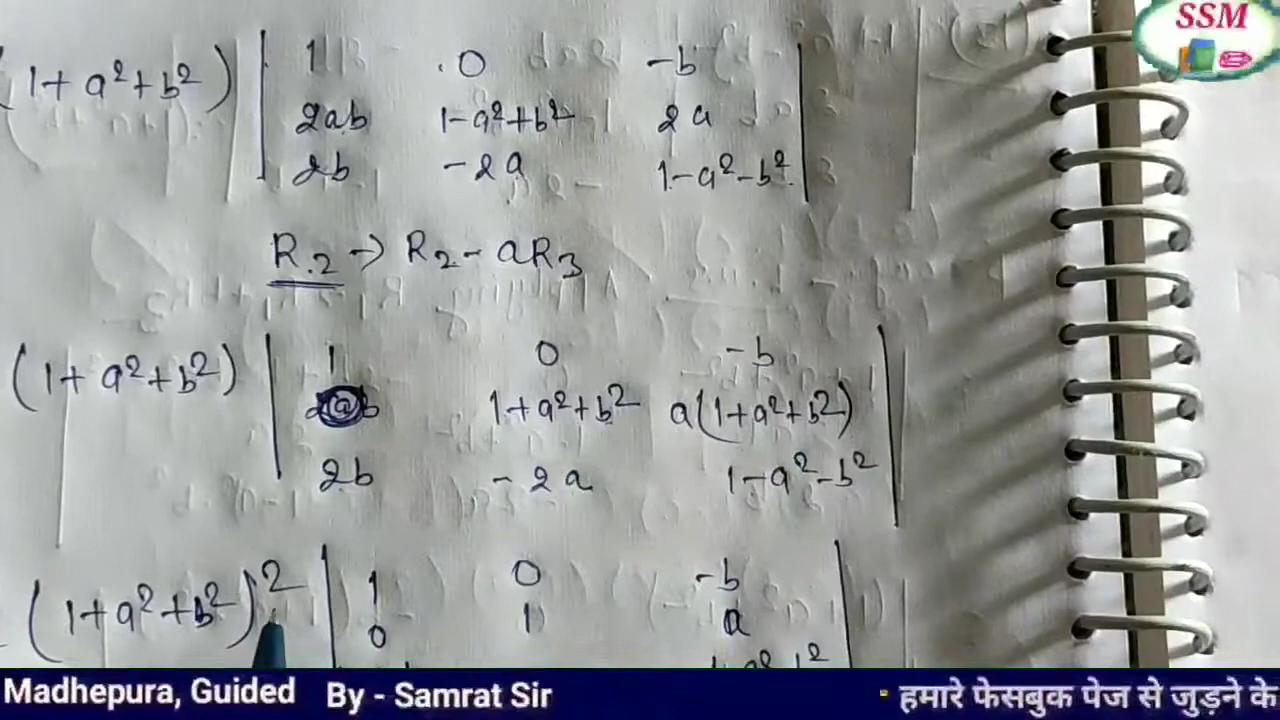 SSM
(1+a²+b²) | 1 0 -b |
| 2ab 1-a²+b² 2a |
| 2b -2a 1-a²-b² |
R₂ → R₂ - aR₃
(1+a²+b²) | 1 0 -b |
1+a²+b² a(1+a²+b²) |
| 2b -2a 1-a²-b² |
(1+a²+b²)² | 1 0 -b |
| 0 1 a |
Madhepura, Guided By - Samrat Sir
हमारे फेसबुक पेज से जुड़ने के